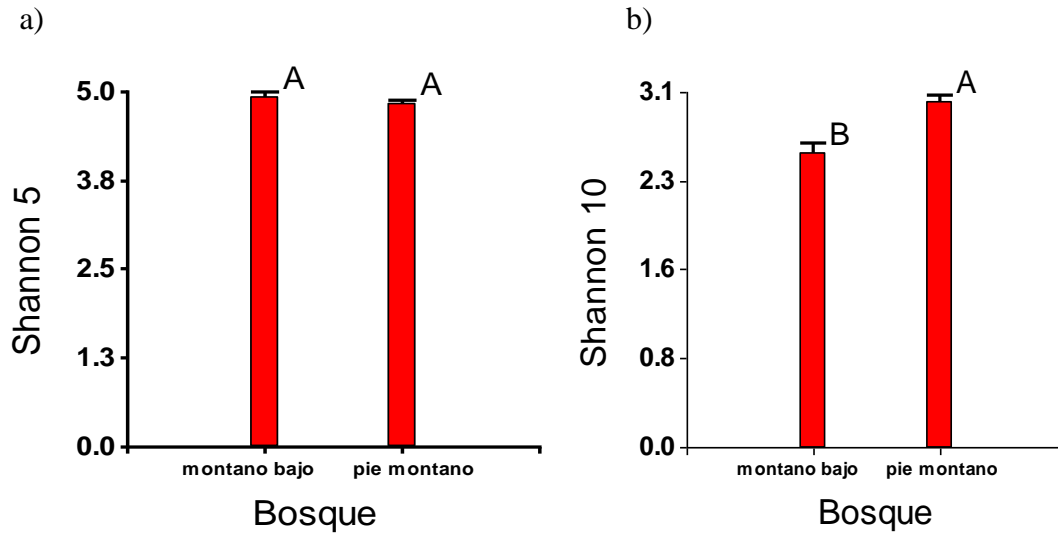 a)
Shannon 5
5.0
3.8
2.5
1.3
0.0
A
A
montano bajo
pie montano
Bosque
b)
Shannon 10
3.1
2.3
1.6
0.8
0.0
B
A
montano bajo
pie montano
Bosque